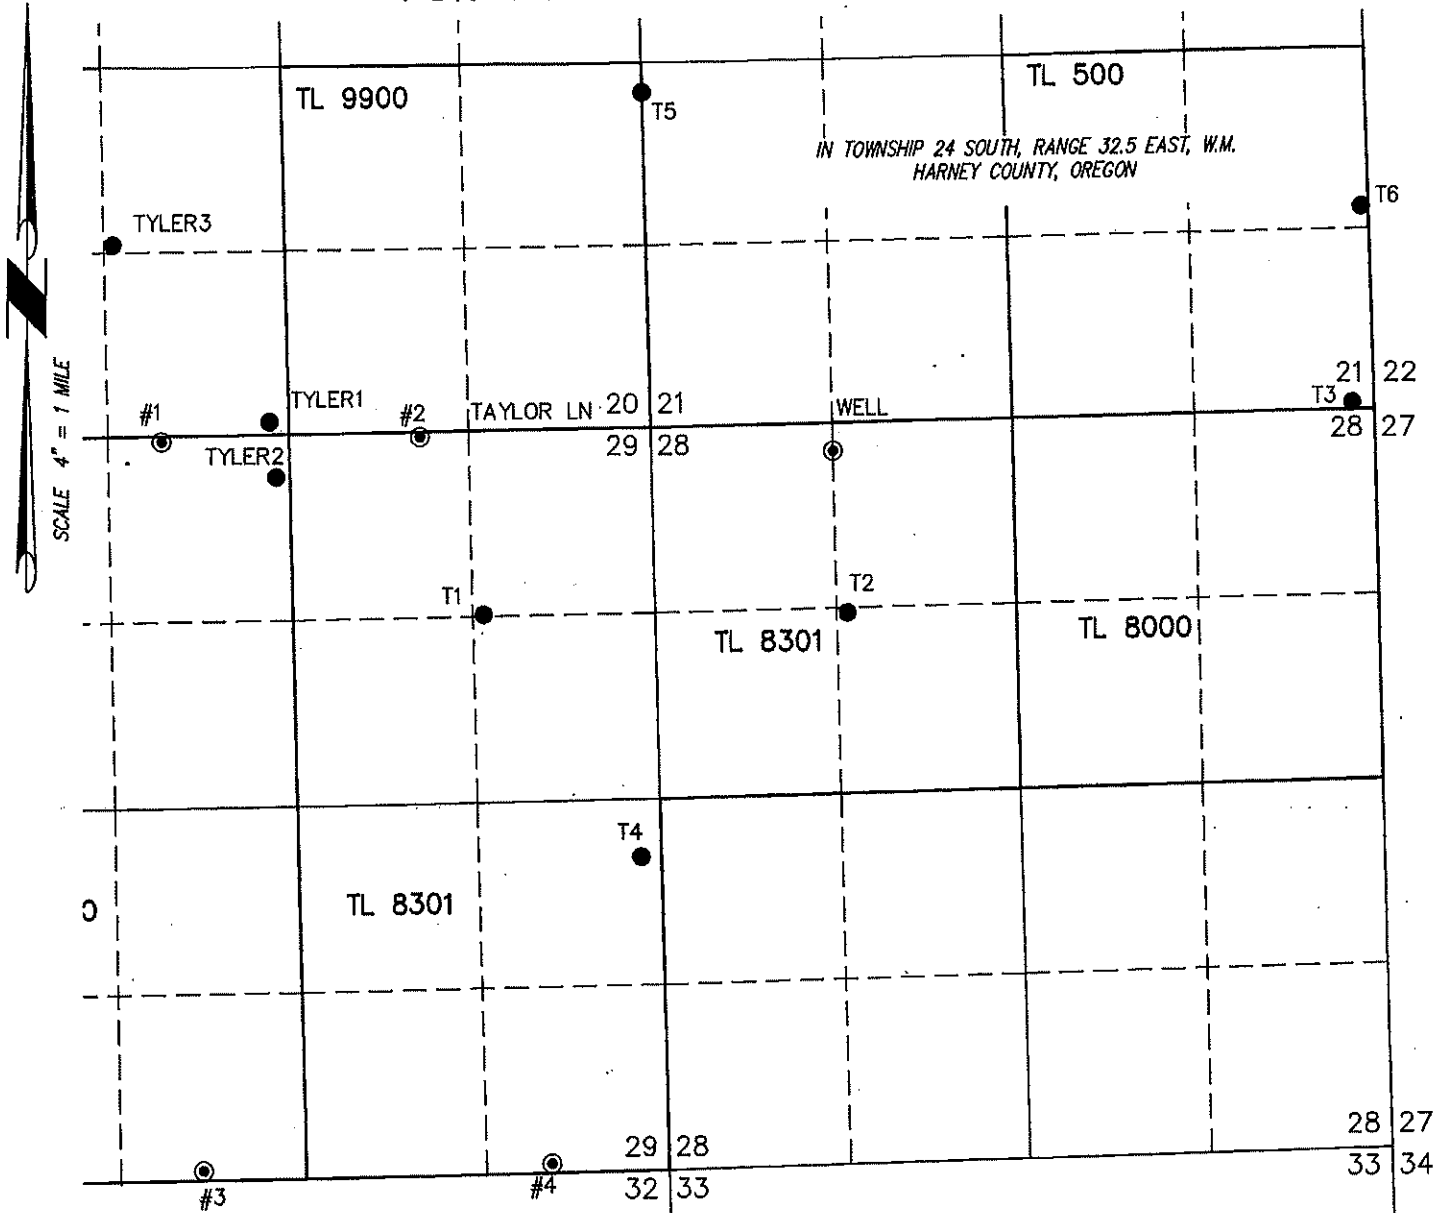 TL 9900
TL 500
T5
IN TOWNSHIP 24 SOUTH, RANGE 32.5 EAST, W.M.
HARNEY COUNTY, OREGON
T6
TYLER3
N
SCALE 4" = 1 MILE
21 22
T3
28 27
#1
TYLER1
#2
TAYLOR LN
20 21
WELL
29 28
TYLER2
T1
T2
TL 8301
TL 8000
T4
TL 8301
29 28
28 27
32 33
33 34
#3
#4